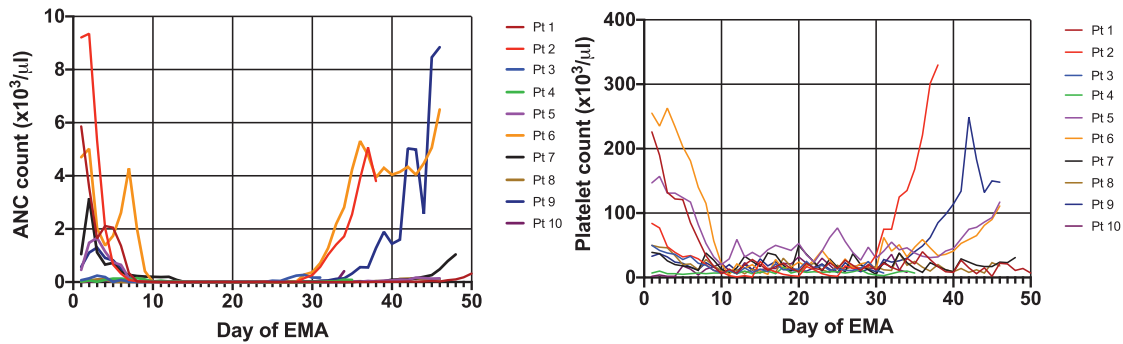 ANC count (x10³/µl)
10
8
6
4
2
0
0 10 20 30 40 50
Day of EMA
Pt 1
Pt 2
Pt 3
Pt 4
Pt 5
Pt 6
Pt 7
Pt 8
Pt 9
Pt 10
Platelet count (x10³/µl)
400
300
200
100
0
0 10 20 30 40 50
Day of EMA
Pt 1
Pt 2
Pt 3
Pt 4
Pt 5
Pt 6
Pt 7
Pt 8
Pt 9
Pt 10